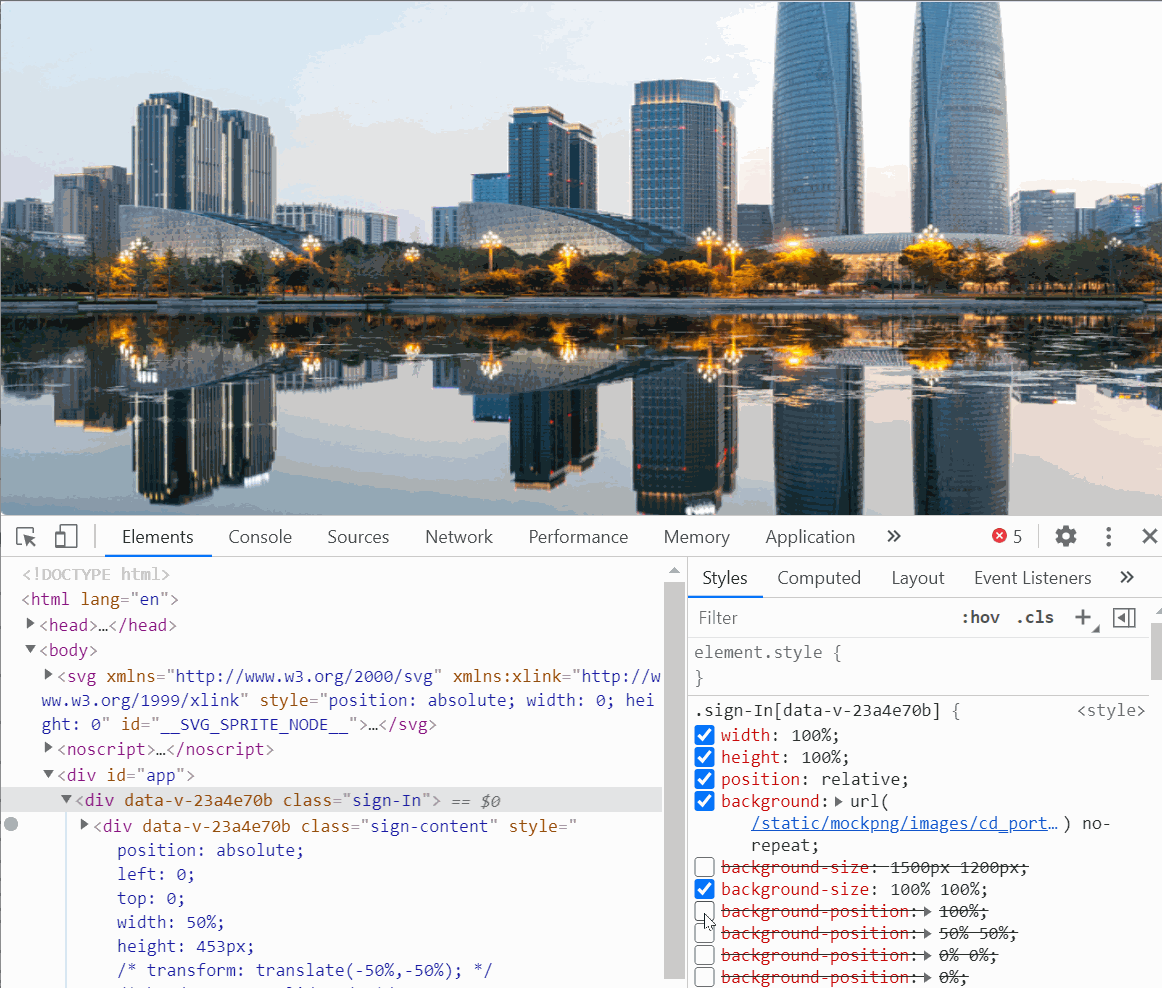 Elements Console Sources Network Performance Memory Application » 5
<!DOCTYPE html>
<html lang="en">
<head>…</head>
<body>
<svg xmlns="http://www.w3.org/2000/svg" xmlns:xlink="http://w
ww.w3.org/1999/xlink" style="position: absolute; width: 0; hei
ght: 0" id="__SVG_SPRITE_NODE__">…</svg>
<noscript>…</noscript>
<div id="app">
<div data-v-23a4e70b class="sign-In"> == $0
<div data-v-23a4e70b class="sign-content" style="
position: absolute;
left: 0;
top: 0;
width: 50%;
height: 453px;
/* transform: translate(-50%,-50%); */
Styles Computed Layout Event Listeners »
Filter :hov .cls +
element.style {
}
.sign-In[data-v-23a4e70b] { <style>
width: 100%;
height: 100%;
position: relative;
background: url(
/static/mockpng/images/cd_port… ) no-
repeat;
background-size: 1500px 1200px;
background-size: 100% 100%;
background-position: 100%;
background-position: 50% 50%;
background-position: 0% 0%;
background-position: 0%;